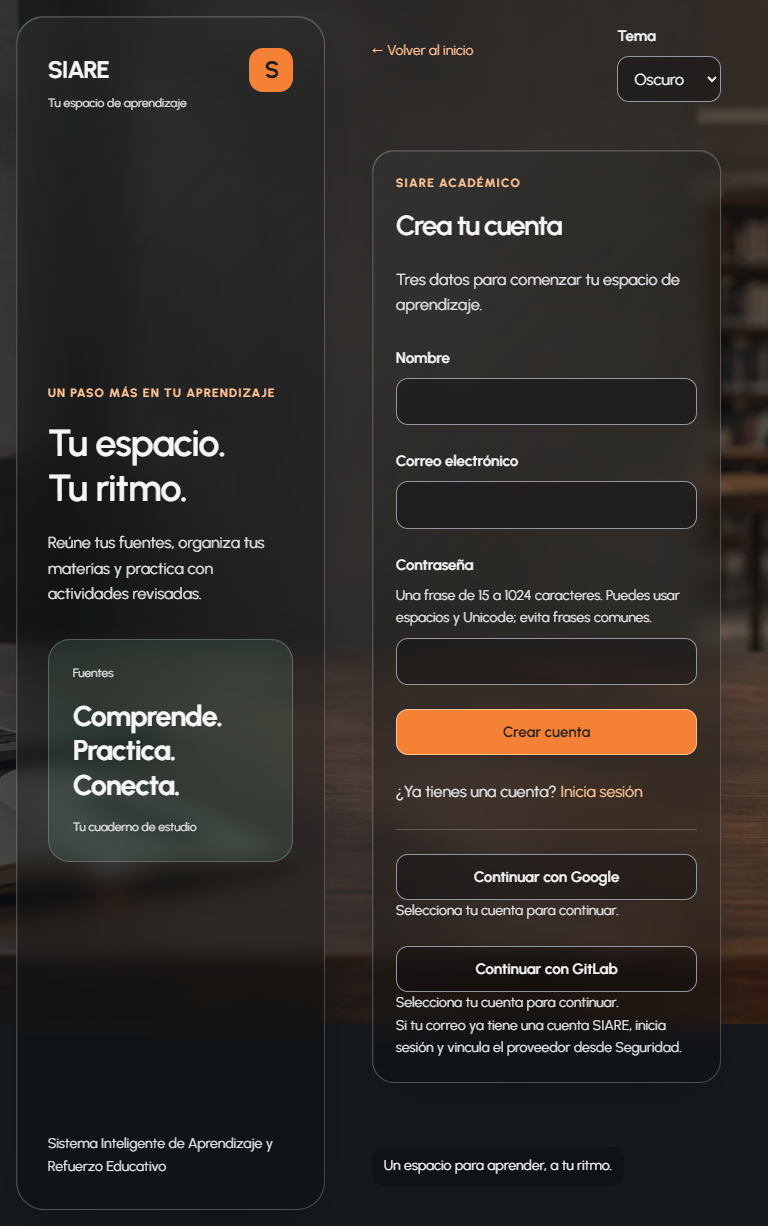 SIARE
S
Tu espacio de aprendizaje
UN PASO MÁS EN TU APRENDIZAJE
Tu espacio.
Tu ritmo.
Reúne tus fuentes, organiza tus
materias y practica con
actividades revisadas.
Fuentes
Comprende.
Practica.
Conecta.
Tu cuaderno de estudio
Sistema Inteligente de Aprendizaje y
Refuerzo Educativo
← Volver al inicio
Tema
Oscuro
SIARE ACADÉMICO
Crea tu cuenta
Tres datos para comenzar tu espacio de
aprendizaje.
Nombre
Correo electrónico
Contraseña
Una frase de 15 a 1024 caracteres. Puedes usar
espacios y Unicode; evita frases comunes.
Crear cuenta
¿Ya tienes una cuenta? Inicia sesión
Continuar con Google
Selecciona tu cuenta para continuar.
Continuar con GitLab
Selecciona tu cuenta para continuar.
Si tu correo ya tiene una cuenta SIARE, inicia
sesión y vincula el proveedor desde Seguridad.
Un espacio para aprender, a tu ritmo.